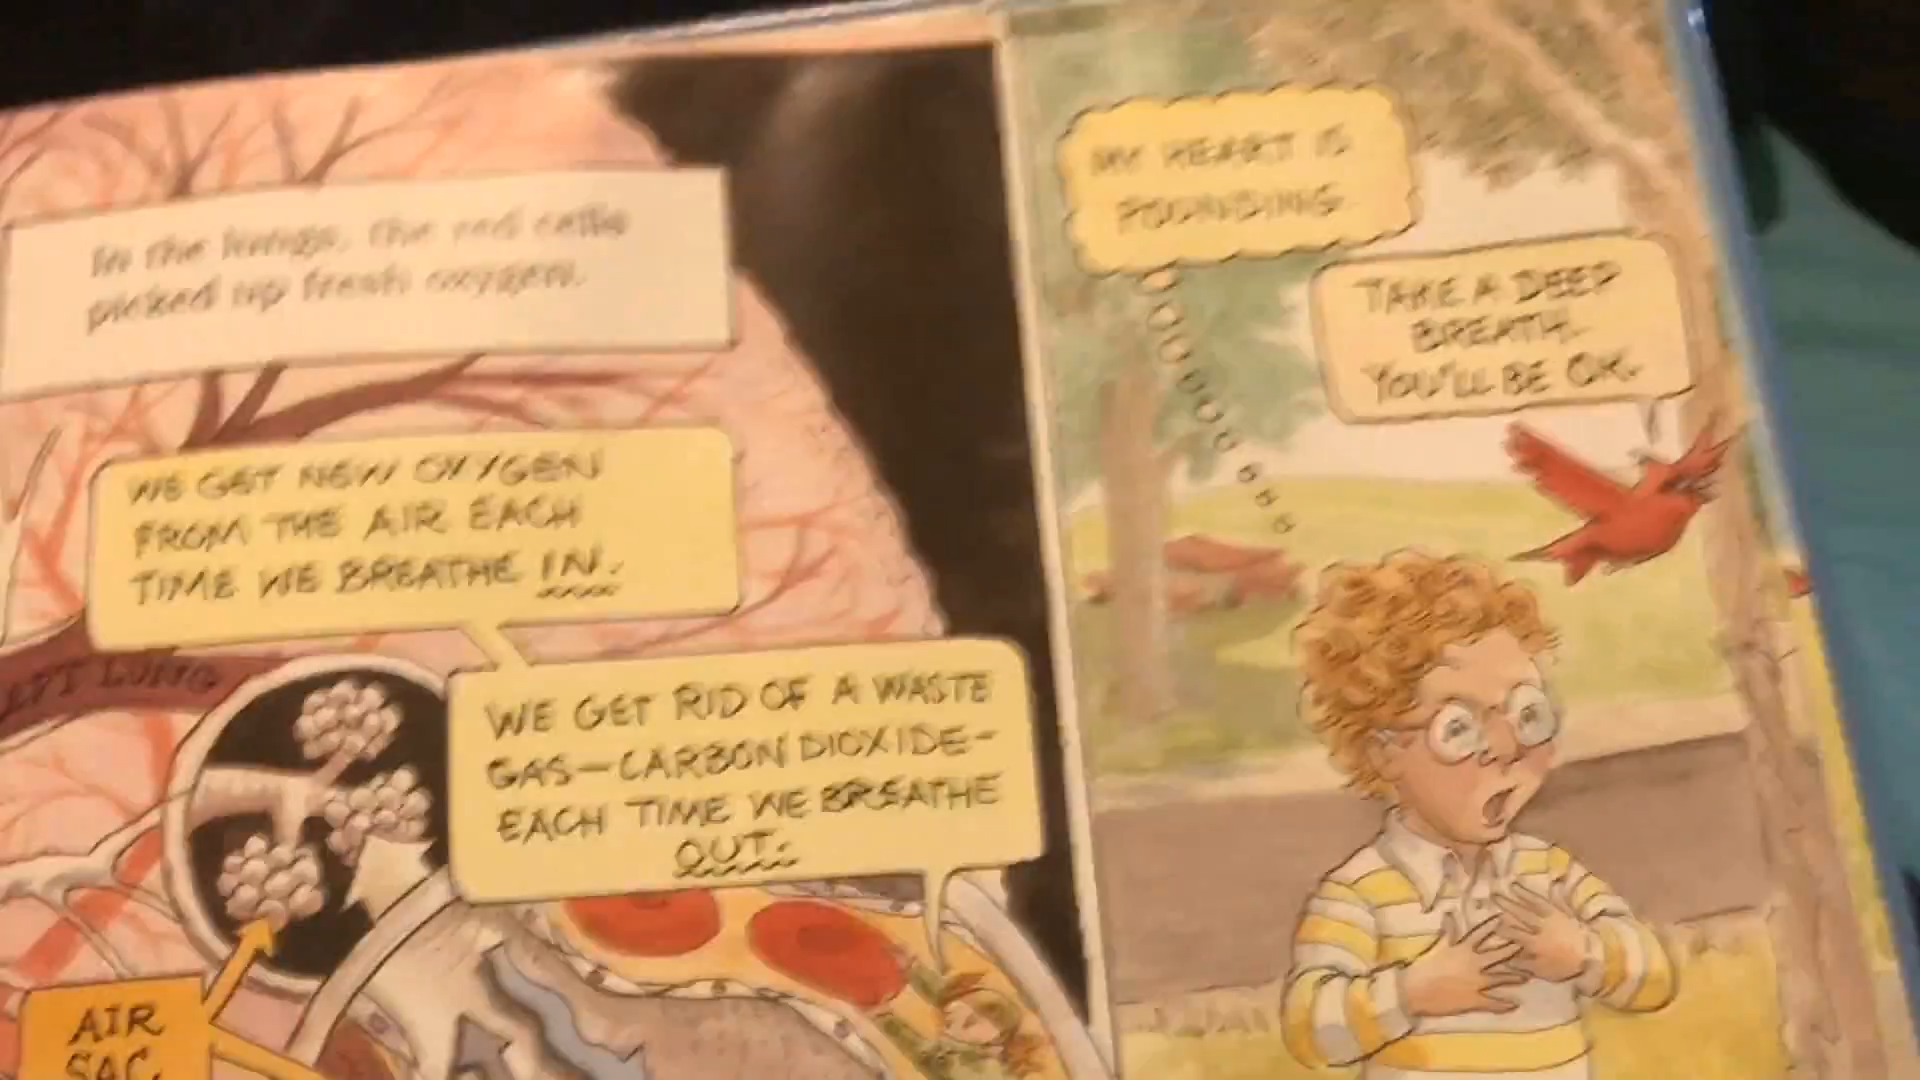 In the lungs, the red cells
picked up fresh oxygen.
WE GET NEW OXYGEN
FROM THE AIR EACH
TIME WE BREATHE IN.
LEFT LUNG
WE GET RID OF A WASTE
GAS—CARBON DIOXIDE—
EACH TIME WE BREATHE
OUT.
AIR
SAC
MY HEART IS
POUNDING.
TAKE A DEEP
BREATH.
YOU'LL BE OK.